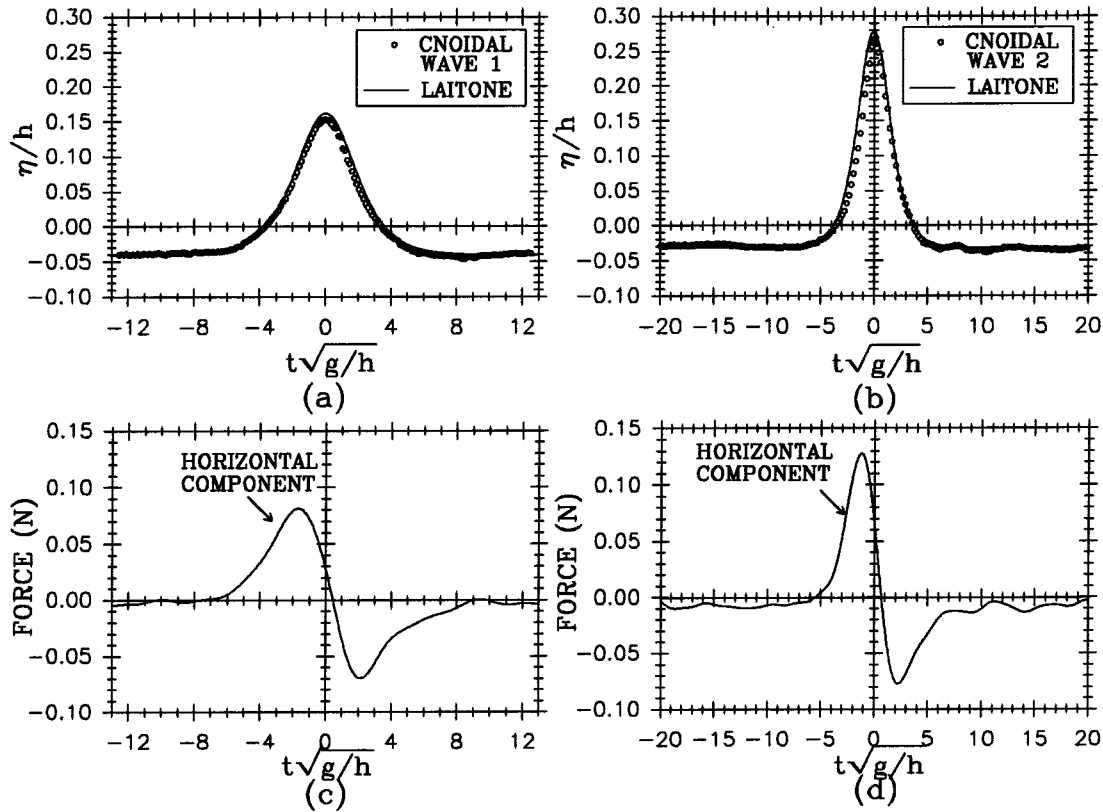 0.30
0.25
0.20
0.15
0.10
0.05
0.00
−0.05
−0.10
η/h
CNOIDAL
WAVE 1
LAITONE
−12 −8 −4 0 4 8 12
t√g/h
(a)
0.30
0.25
0.20
0.15
0.10
0.05
0.00
−0.05
−0.10
η/h
CNOIDAL
WAVE 2
LAITONE
−20 −15 −10 −5 0 5 10 15 20
t√g/h
(b)
0.15
0.10
0.05
0.00
−0.05
−0.10
FORCE (N)
HORIZONTAL
COMPONENT
−12 −8 −4 0 4 8 12
t√g/h
(c)
0.15
0.10
0.05
0.00
−0.05
−0.10
FORCE (N)
HORIZONTAL
COMPONENT
−20 −15 −10 −5 0 5 10 15 20
t√g/h
(d)